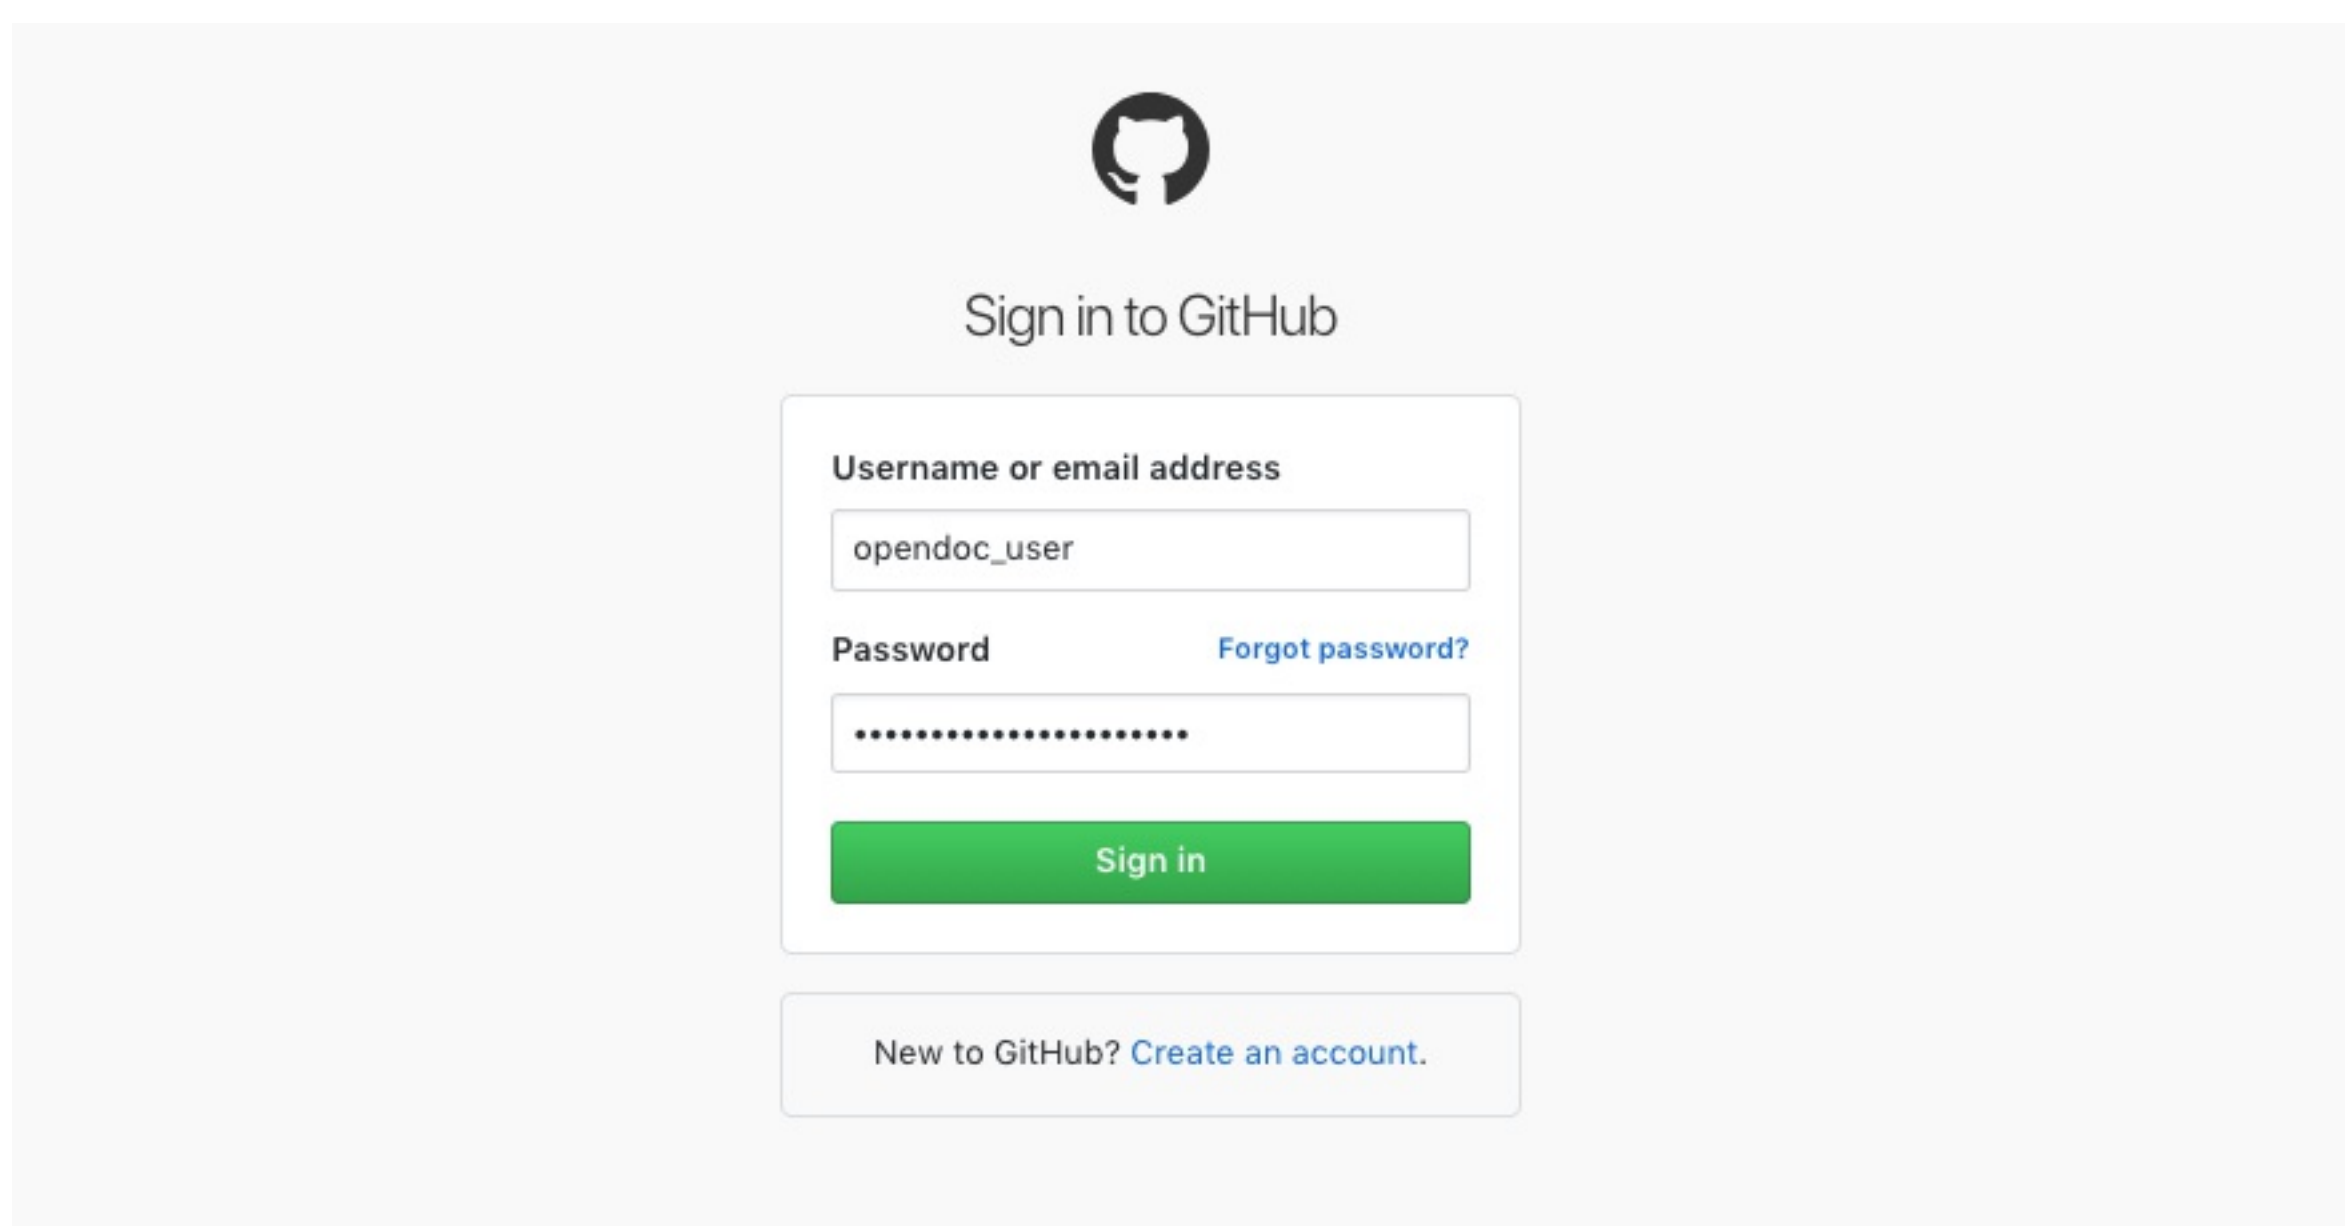 Sign in to GitHub
Username or email address
opendoc_user
Password Forgot password?
••••••••••••••••••••••
Sign in
New to GitHub? Create an account.